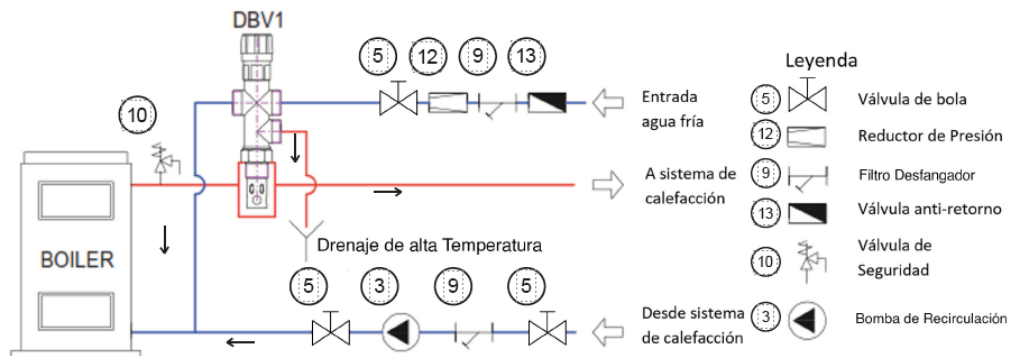 DBV1
5
12
9
13
Leyenda
Entrada
agua fría
5
Válvula de bola
10
12
Reductor de Presión
A sistema de
calefacción
9
Filtro Desfangador
13
Válvula anti-retorno
Drenaje de alta Temperatura
BOILER
10
Válvula de
Seguridad
5
3
9
5
Desde sistema
de calefacción
3
Bomba de Recirculación